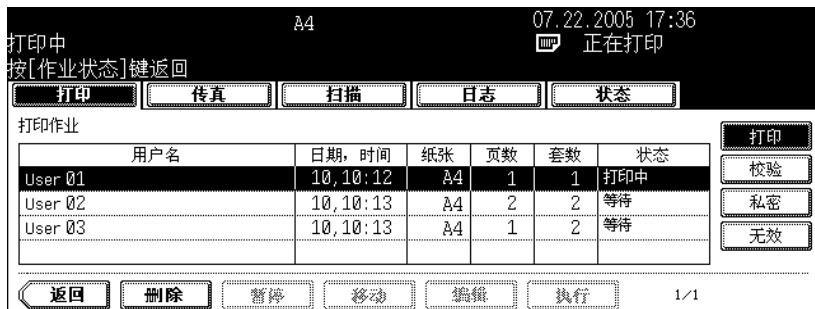 A4 07.22.2005 17:36
打印中 正在打印
按[作业状态]键返回
打印 传真 扫描 日志 状态
打印作业 打印
用户名 日期，时间 纸张 页数 套数 状态
校验
User 01 10,10:12 A4 1 1 打印中
User 02 10,10:13 A4 2 2 等待 私密
User 03 10,10:13 A4 1 2 等待
无效
返回 删除 暂停 移动 编辑 执行 1/1